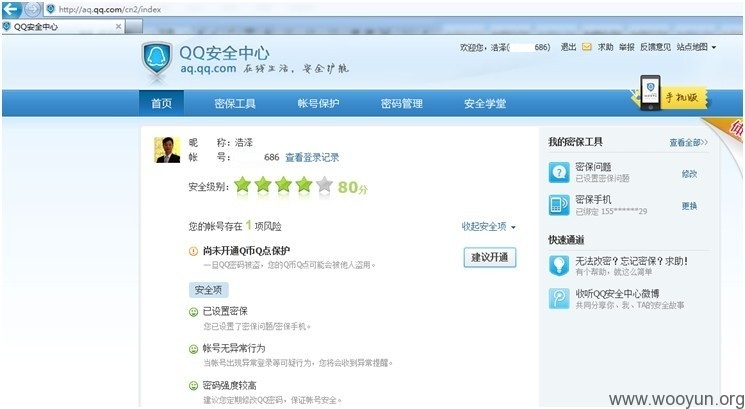 http://aq.qq.com/cn2/index
QQ安全中心
QQ安全中心
aq.qq.com 在线生活，安全护航
欢迎您，浩泽( 686) 退出 求助 举报 反馈意见 站点地图
首页 密保工具 帐号保护 密码管理 安全学堂 手机版
昵 称：浩泽
帐 号： 686 查看登录记录
安全级别： 80分
您的帐号存在 1 项风险 收起安全项
尚未开通Q币Q点保护
一旦QQ密码被盗，您的Q币Q点可能会被他人盗用。
建议开通
安全项
已设置密保
您已设置了密保问题/密保手机。
帐号无异常行为
当帐号出现异常登录等可疑行为，您将会收到异常提醒。
密码强度较高
建议您定期修改QQ密码，保证帐号安全。
我的密保工具 查看全部>>
密保问题
已设置密保问题
修改
密保手机
已绑定 155******29
更换
快速通道
无法改密？忘记密保？求助！
有个帮助，就这么简单
收听QQ安全中心微博
共同分享你、我、TA的安全故事
www.wooyun.org